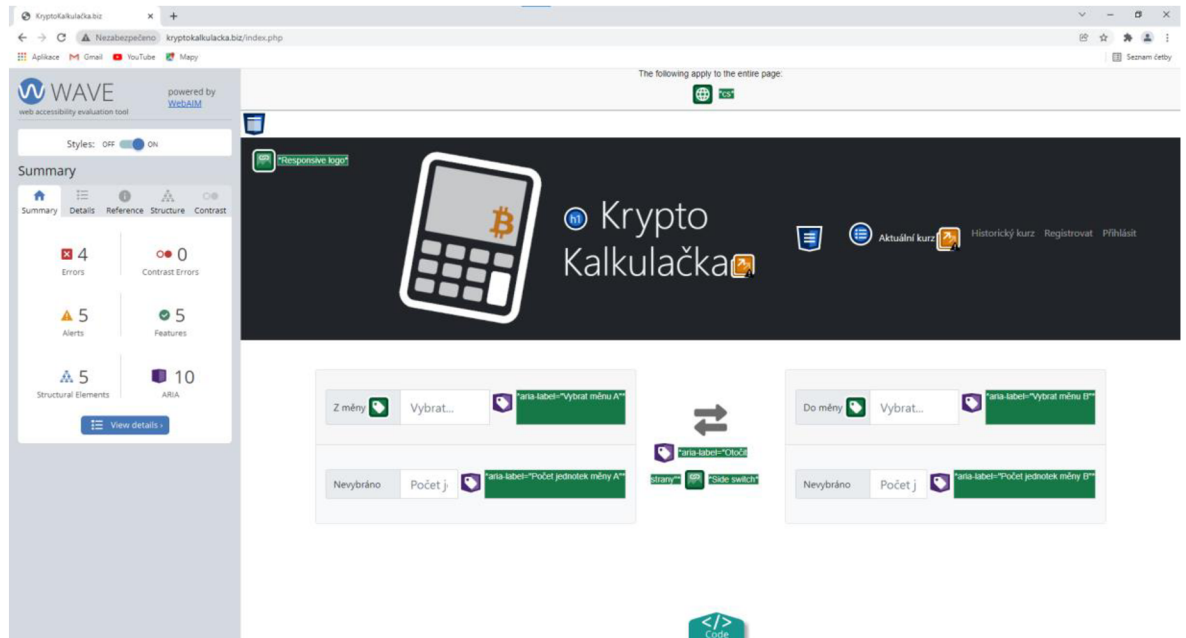 KryptoKalkulačka.biz
Nezabezpečeno kryptokalkulacka.biz/index.php
Aplikace Gmail YouTube Mapy Seznam četby
WAVE
web accessibility evaluation tool
powered by
WebAIM
Styles: OFF ON
Summary
Summary Details Reference Structure Contrast
4
Errors
0
Contrast Errors
5
Alerts
5
Features
5
Structural Elements
10
ARIA
View details ›
The following apply to the entire page:
*cs*
*Responsive logo*
h1 Krypto
Kalkulačka
Aktuální kurz Historický kurz Registrovat Přihlásit
Z měny Vybrat... *aria-label="Vybrat měnu A"*
Nevybráno Počet j *aria-label="Počet jednotek měny A"*
*aria-label="Otočit
strany"* *Side switch*
Do měny Vybrat... *aria-label="Vybrat měnu B"*
Nevybráno Počet j *aria-label="Počet jednotek měny B"*
</>
Code